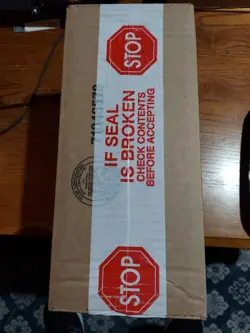 STOP
IF SEAL
IS BROKEN
CHECK CONTENTS
BEFORE ACCEPTING
STOP